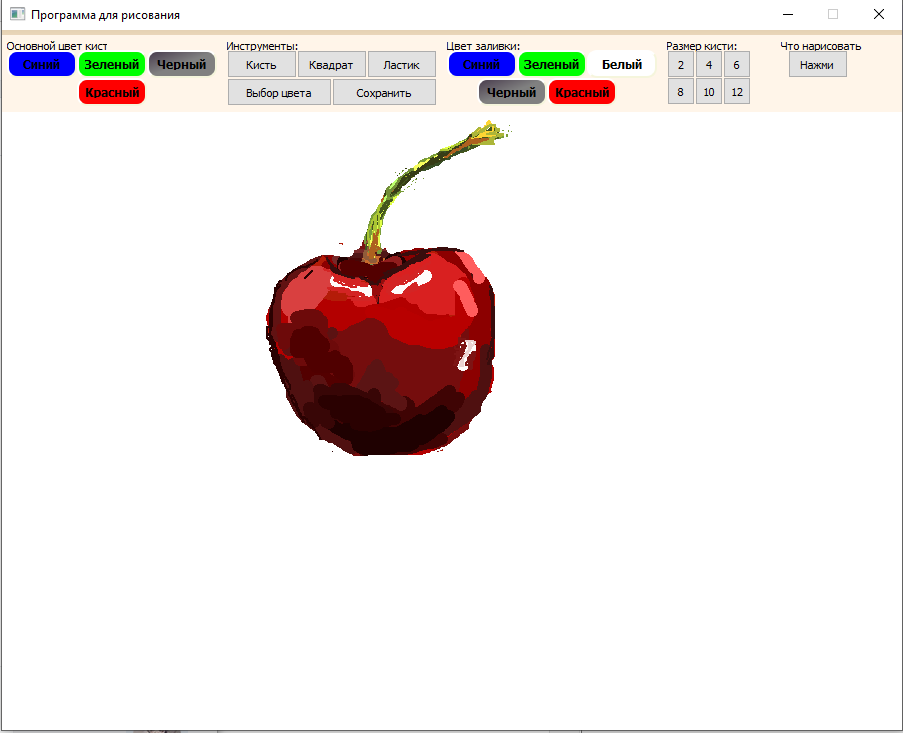 Программа для рисования
Основной цвет кист
Инструменты:
Цвет заливки:
Размер кисти:
Что нарисовать
Синий Зеленый Черный
Кисть Квадрат Ластик
Синий Зеленый Белый
2 4 6
Нажми
Красный
Выбор цвета Сохранить
Черный Красный
8 10 12